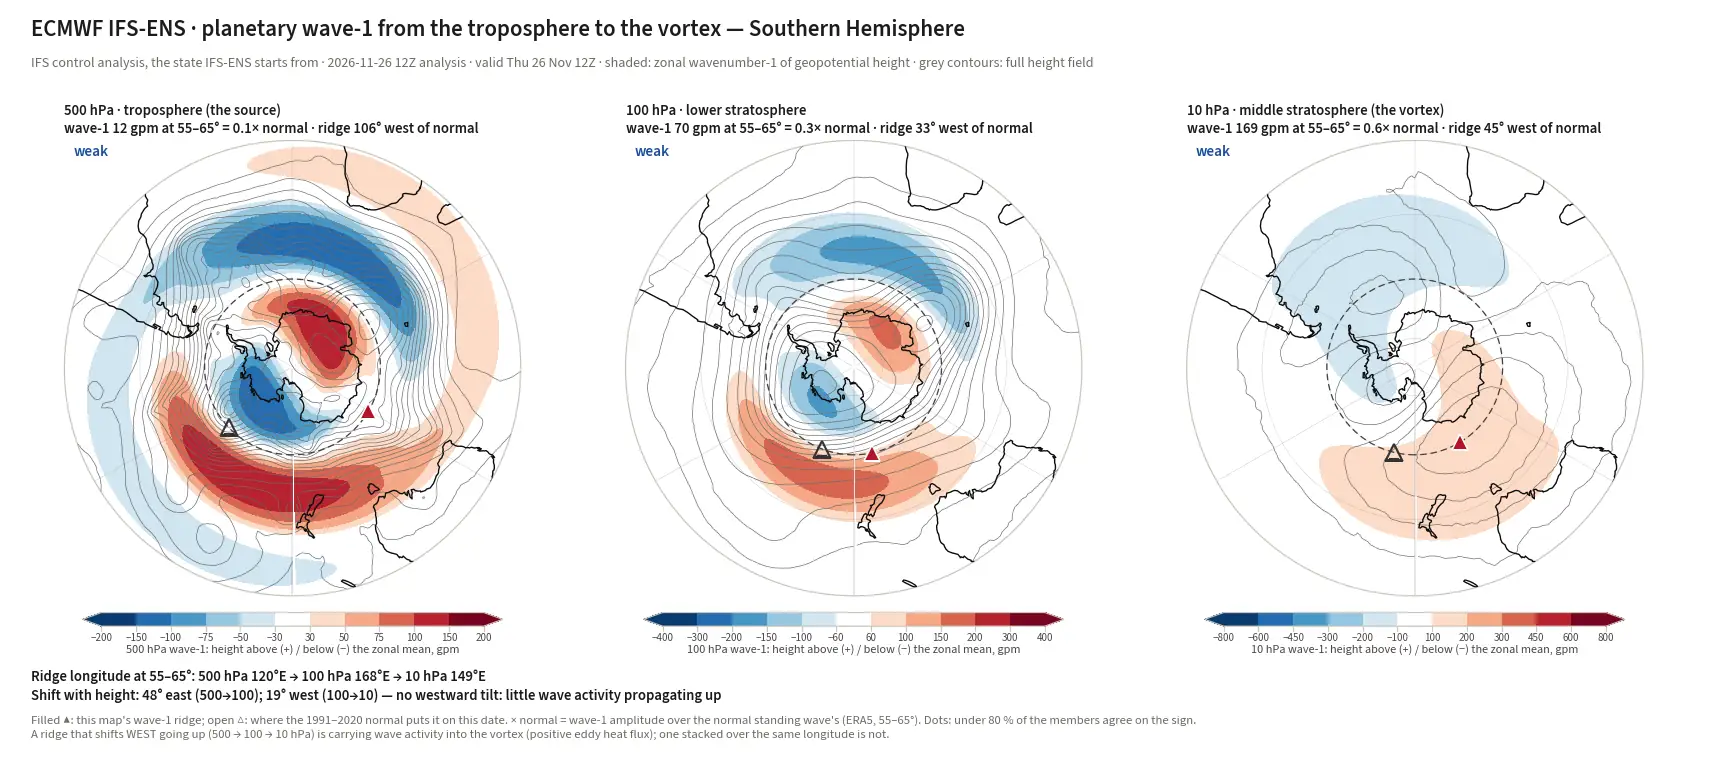 ECMWF IFS-ENS · planetary wave-1 from the troposphere to the vortex — Southern Hemisphere
IFS control analysis, the state IFS-ENS starts from · 2026-11-26 12Z analysis · valid Thu 26 Nov 12Z · shaded: zonal wavenumber-1 of geopotential height · grey contours: full height field
500 hPa · troposphere (the source)
wave-1 12 gpm at 55–65° = 0.1× normal · ridge 106° west of normal
weak
100 hPa · lower stratosphere
wave-1 70 gpm at 55–65° = 0.3× normal · ridge 33° west of normal
weak
10 hPa · middle stratosphere (the vortex)
wave-1 169 gpm at 55–65° = 0.6× normal · ridge 45° west of normal
weak
−200 −150 −100 −75 −50 −30 30 50 75 100 150 200
500 hPa wave-1: height above (+) / below (−) the zonal mean, gpm
−400 −300 −200 −150 −100 −60 60 100 150 200 300 400
100 hPa wave-1: height above (+) / below (−) the zonal mean, gpm
−800 −600 −450 −300 −200 −100 100 200 300 450 600 800
10 hPa wave-1: height above (+) / below (−) the zonal mean, gpm
Ridge longitude at 55–65°: 500 hPa 120°E → 100 hPa 168°E → 10 hPa 149°E
Shift with height: 48° east (500→100); 19° west (100→10) — no westward tilt: little wave activity propagating up
Filled ▲: this map's wave-1 ridge; open △: where the 1991–2020 normal puts it on this date. × normal = wave-1 amplitude over the normal standing wave's (ERA5, 55–65°). Dots: under 80 % of the members agree on the sign.
A ridge that shifts WEST going up (500 → 100 → 10 hPa) is carrying wave activity into the vortex (positive eddy heat flux); one stacked over the same longitude is not.